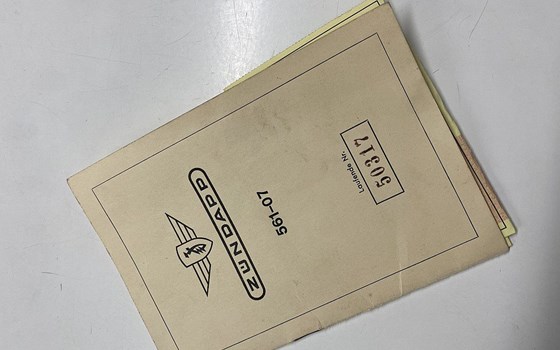 ZÜNDAPP
561-07
Laufende Nr.
50317